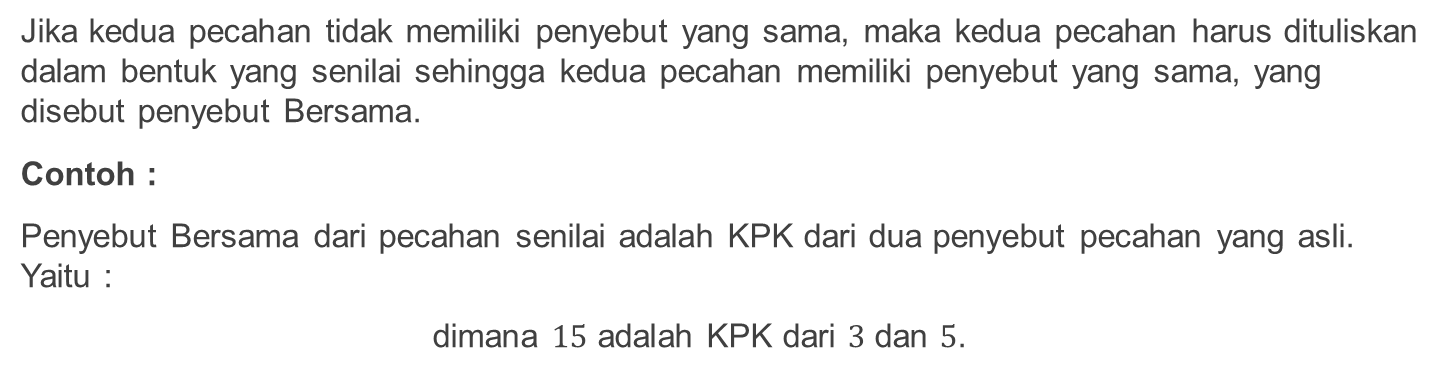 Jika kedua pecahan tidak memiliki penyebut yang sama, maka kedua pecahan harus dituliskan
dalam bentuk yang senilai sehingga kedua pecahan memiliki penyebut yang sama, yang
disebut penyebut Bersama.
Contoh :
Penyebut Bersama dari pecahan senilai adalah KPK dari dua penyebut pecahan yang asli.
Yaitu :
dimana 15 adalah KPK dari 3 dan 5.